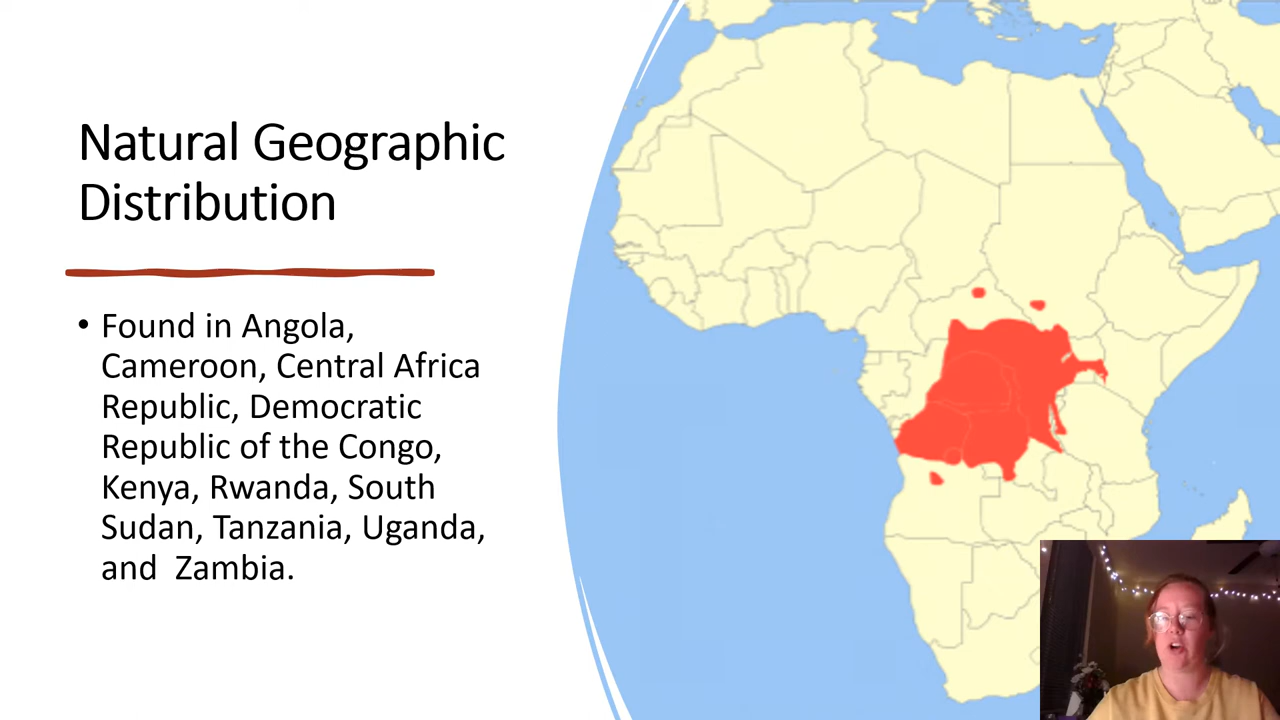 Natural Geographic
Distribution
• Found in Angola,
Cameroon, Central Africa
Republic, Democratic
Republic of the Congo,
Kenya, Rwanda, South
Sudan, Tanzania, Uganda,
and  Zambia.